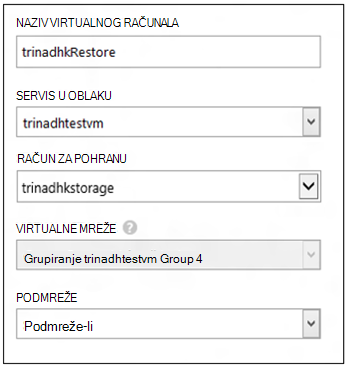 NAZIV VIRTUALNOG RAČUNALA
trinadhkRestore
SERVIS U OBLAKU
trinadhtestvm
RAČUN ZA POHRANU
trinadhkstorage
VIRTUALNE MREŽE ?
Grupiranje trinadhtestvm Group 4
PODMREŽE
Podmreže-li